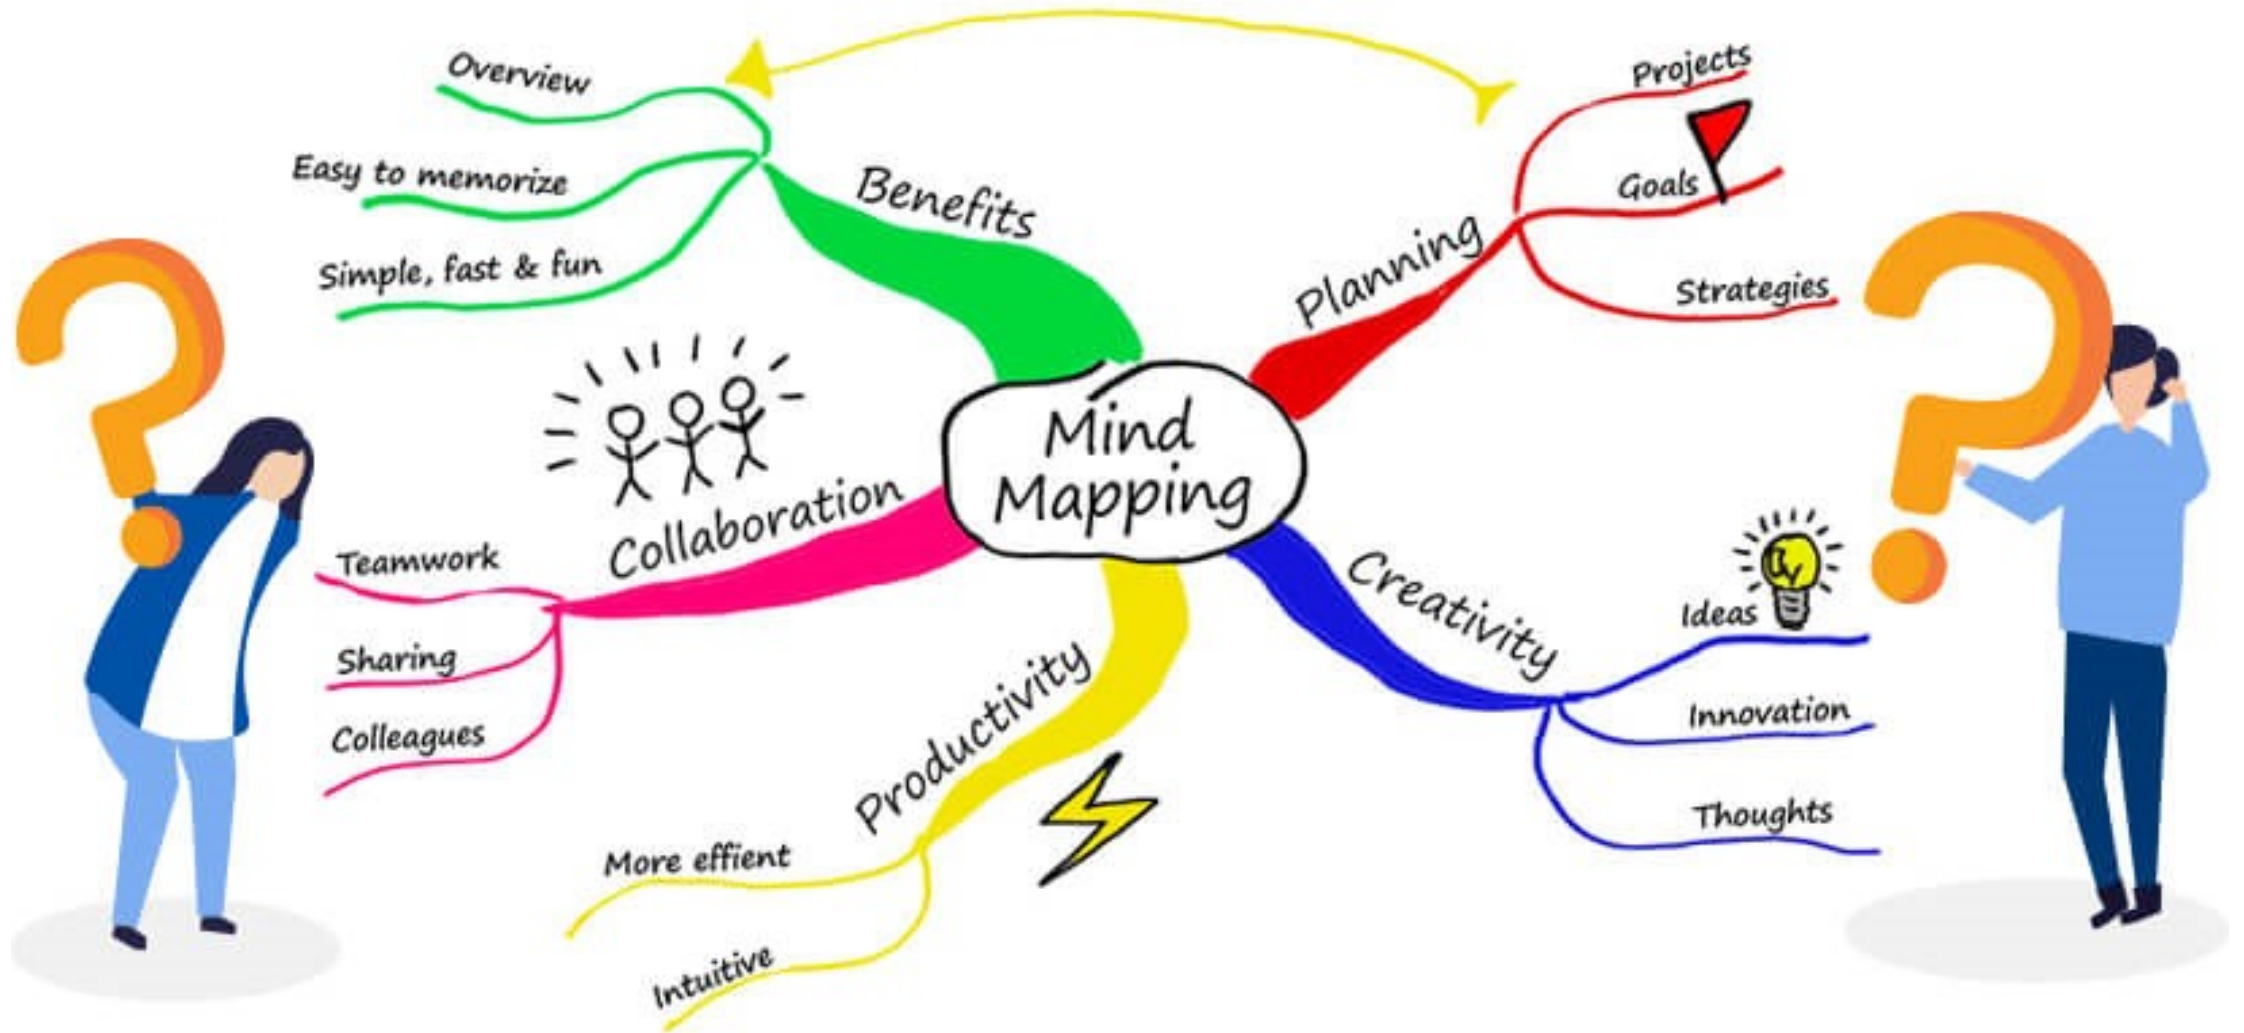 Overview
Easy to memorize
Simple, fast & fun
Benefits
Projects
Goals
Strategies
Planning
Mind
Mapping
Collaboration
Teamwork
Sharing
Colleagues
Creativity
Ideas
Innovation
Thoughts
Productivity
More effient
Intuitive